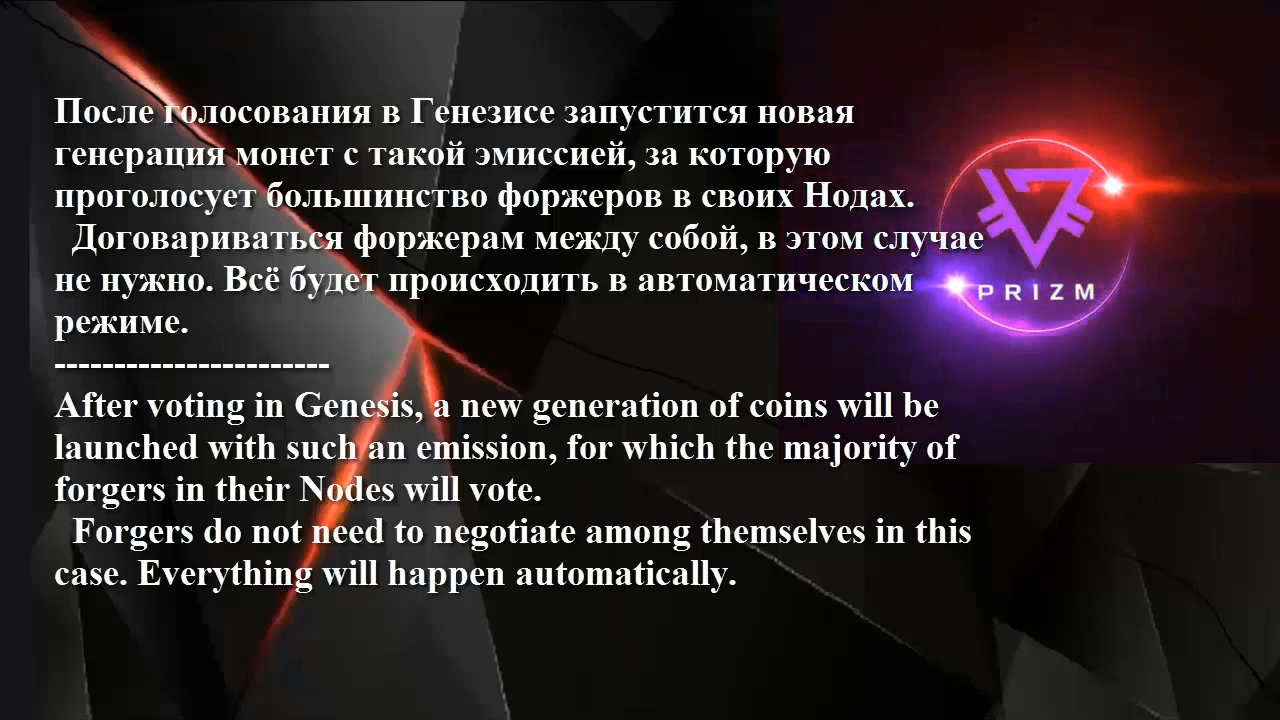 После голосования в Генезисе запустится новая
генерация монет с такой эмиссией, за которую
проголосует большинство форжеров в своих Нодах.
Договариваться форжерам между собой, в этом случае
не нужно. Всё будет происходить в автоматическом
режиме.
-----------------------
After voting in Genesis, a new generation of coins will be
launched with such an emission, for which the majority of
forgers in their Nodes will vote.
Forgers do not need to negotiate among themselves in this
case. Everything will happen automatically.
PRIZM